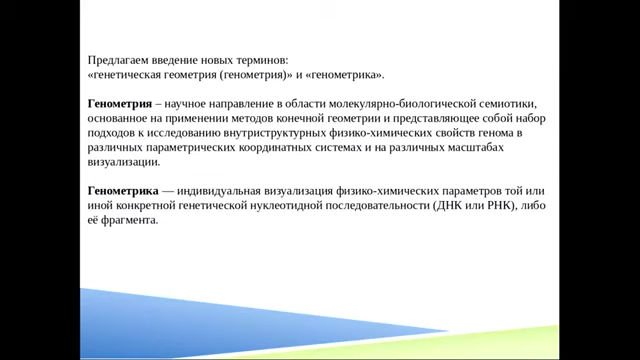 Предлагаем введение новых терминов:
«генетическая геометрия (генометрия)» и «генометрика».
Генометрия – научное направление в области молекулярно-биологической семиотики,
основанное на применении методов конечной геометрии и представляющее собой набор
подходов к исследованию внутриструктурных физико-химических свойств генома в
различных параметрических координатных системах и на различных масштабах
визуализации.
Генометрика — индивидуальная визуализация физико-химических параметров той или
иной конкретной генетической нуклеотидной последовательности (ДНК или РНК), либо
её фрагмента.